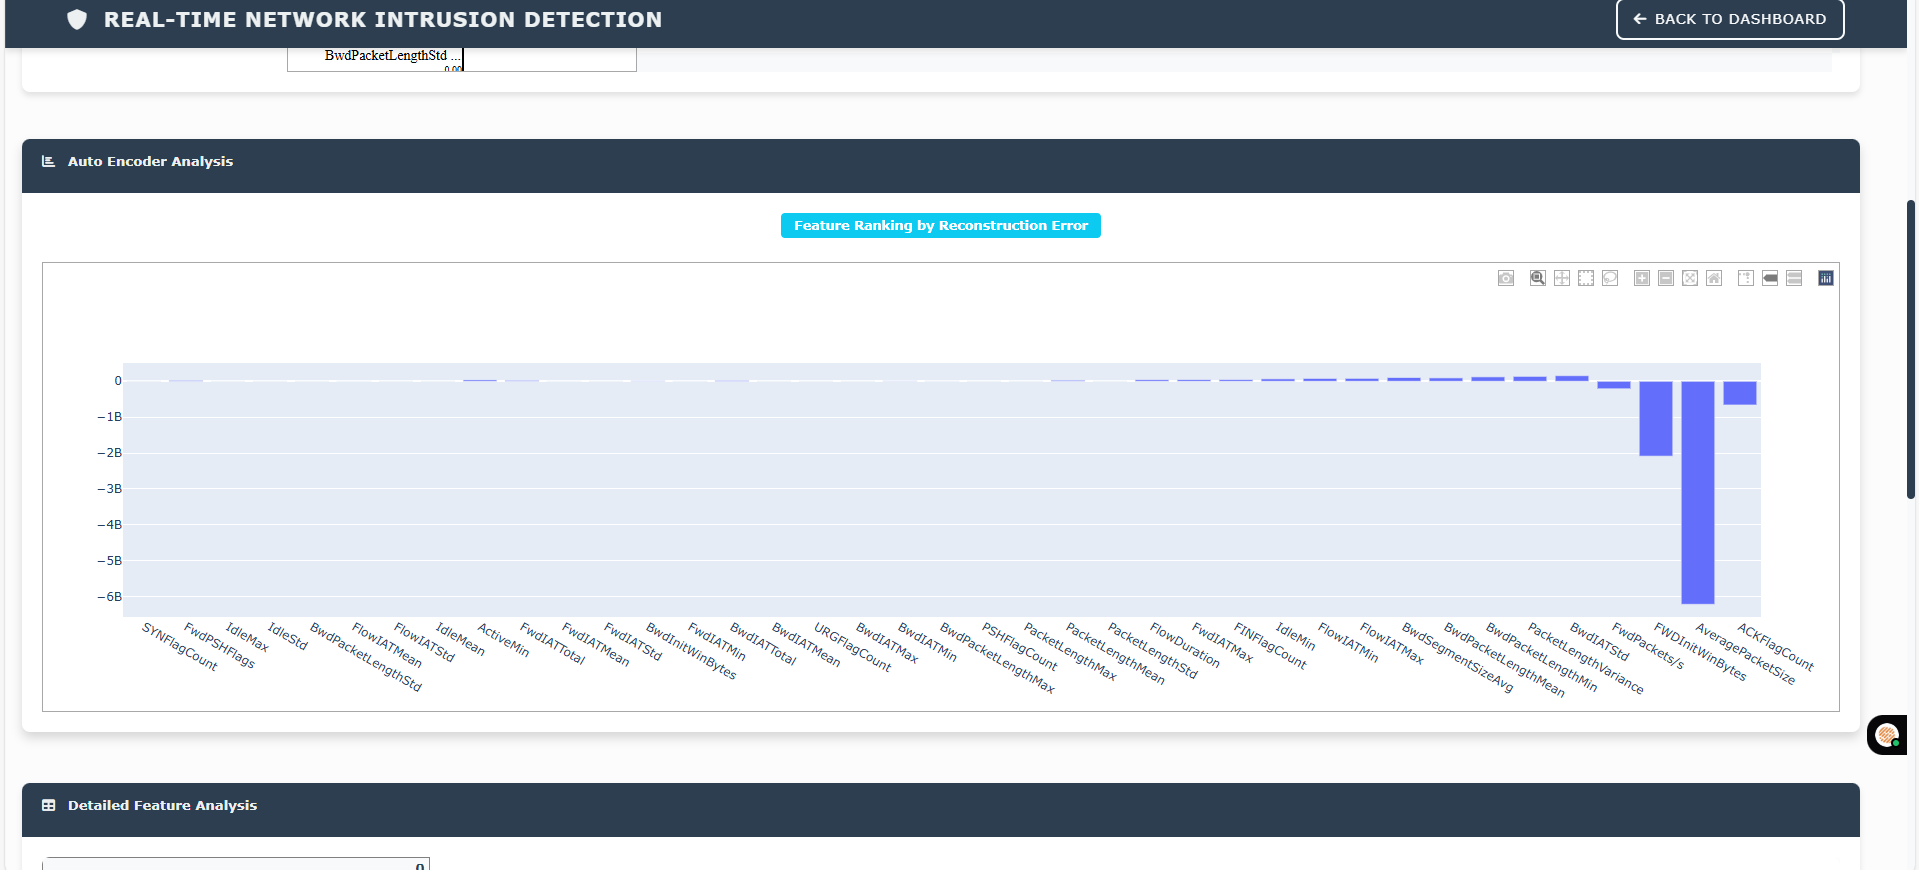 REAL-TIME NETWORK INTRUSION DETECTION
BACK TO DASHBOARD
BwdPacketLengthStd ...
0.00
Auto Encoder Analysis
Feature Ranking by Reconstruction Error
0
−1B
−2B
−3B
−4B
−5B
−6B
SYNFlagCount
FwdPSHFlags
IdleMax
IdleStd
BwdPacketLengthStd
FlowIATMean
FlowIATStd
IdleMean
ActiveMin
FwdIATTotal
FwdIATMean
FwdIATStd
BwdInitWinBytes
FwdIATMin
BwdIATTotal
BwdIATMean
URGFlagCount
BwdIATMax
BwdIATMin
BwdPacketLengthMax
PSHFlagCount
PacketLengthMax
PacketLengthMean
PacketLengthStd
FlowDuration
FwdIATMax
FINFlagCount
IdleMin
FlowIATMin
FlowIATMax
BwdSegmentSizeAvg
BwdPacketLengthMean
BwdPacketLengthMin
PacketLengthVariance
BwdIATStd
FwdPackets/s
FWDInitWinBytes
AveragePacketSize
ACKFlagCount
Detailed Feature Analysis
0